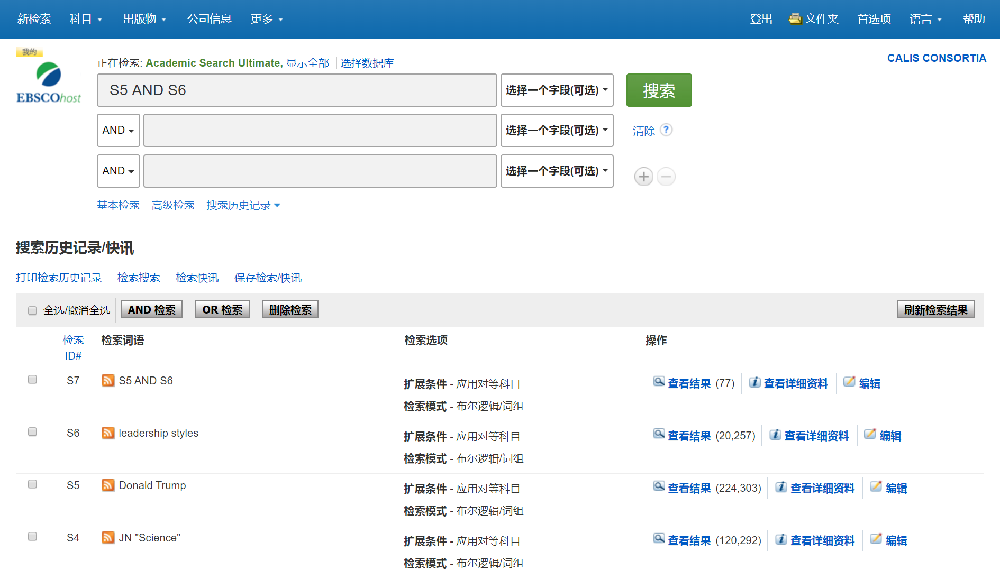 新检索 科目 出版物 公司信息 更多 登出 文件夹 首选项 语言 帮助
我的
EBSCOhost
正在检索: Academic Search Ultimate, 显示全部 选择数据库
CALIS CONSORTIA
S5 AND S6 选择一个字段(可选) 搜索
AND 选择一个字段(可选) 清除 ?
AND 选择一个字段(可选)
基本检索 高级检索 搜索历史记录
搜索历史记录/快讯
打印检索历史记录 检索搜索 检索快讯 保存检索/快讯
全选/撤消全选 AND 检索 OR 检索 删除检索 刷新检索结果
检索 ID# 检索词语 检索选项 操作
S7 S5 AND S6 扩展条件 - 应用对等科目 查看结果 (77) 查看详细资料 编辑
检索模式 - 布尔逻辑/词组
S6 leadership styles 扩展条件 - 应用对等科目 查看结果 (20,257) 查看详细资料 编辑
检索模式 - 布尔逻辑/词组
S5 Donald Trump 扩展条件 - 应用对等科目 查看结果 (224,303) 查看详细资料 编辑
检索模式 - 布尔逻辑/词组
S4 JN "Science" 扩展条件 - 应用对等科目 查看结果 (120,292) 查看详细资料 编辑
检索模式 - 布尔逻辑/词组